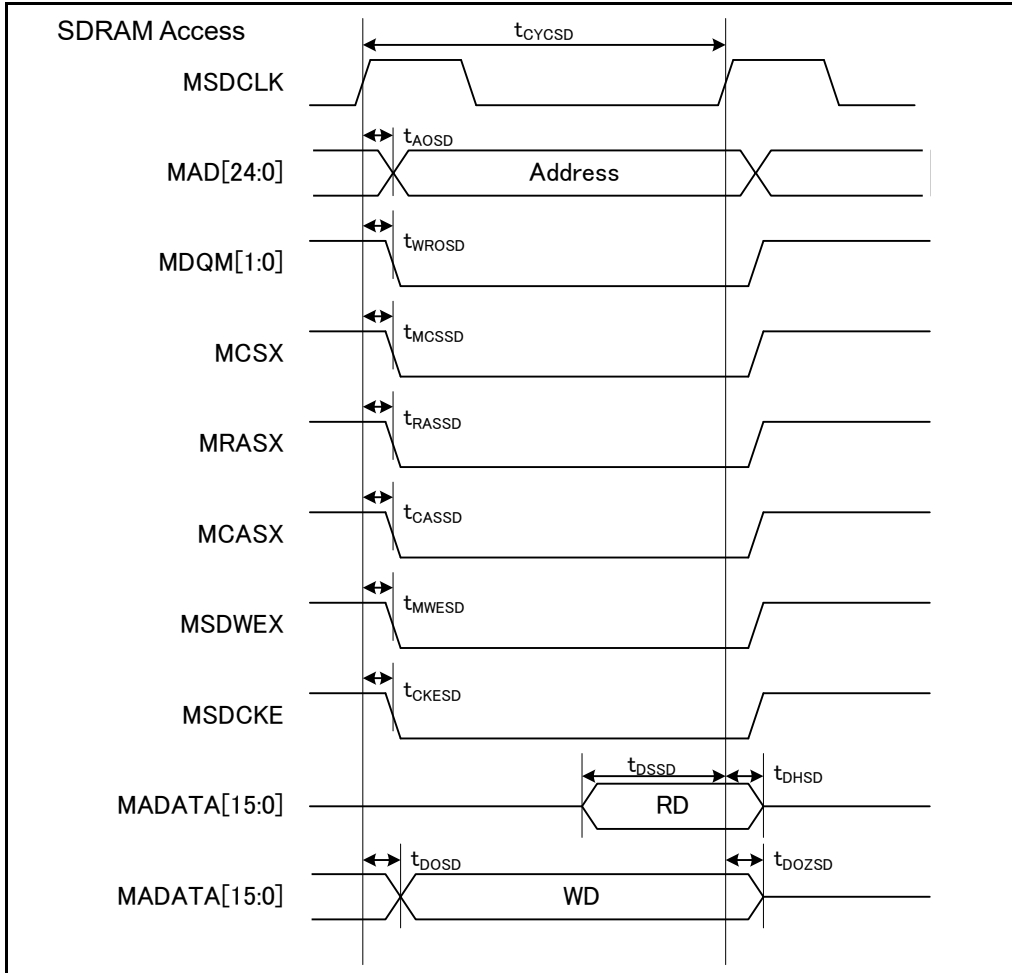 SDRAM Access
tCYCSD
MSDCLK
tAOSD
MAD[24:0]
Address
tWROSD
MDQM[1:0]
tMCSSD
MCSX
tRASSD
MRASX
tCASSD
MCASX
tMWESD
MSDWEX
tCKESD
MSDCKE
tDSSD
tDHSD
MADATA[15:0]
RD
tDOSD
tDOZSD
MADATA[15:0]
WD